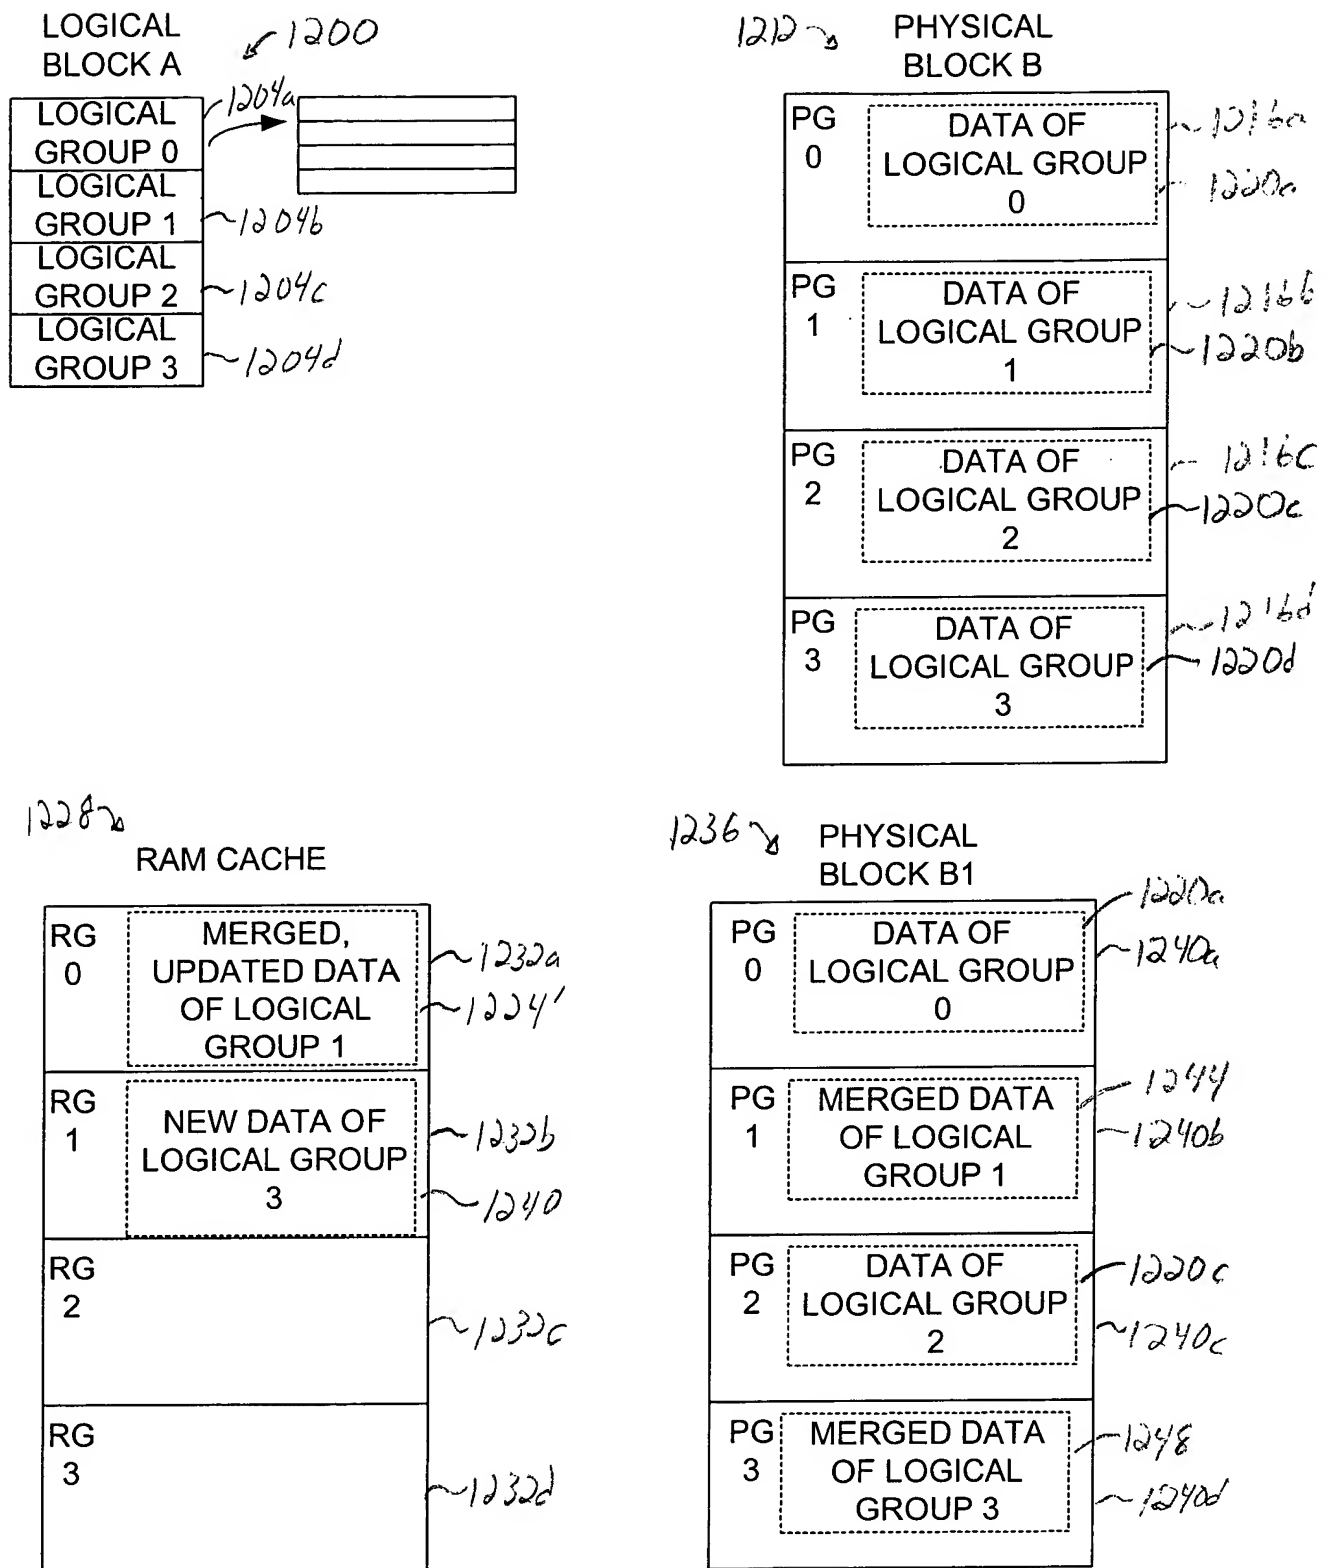 LOGICAL
BLOCK A
1200
LOGICAL
GROUP 0
1204a
LOGICAL
GROUP 1
1204b
LOGICAL
GROUP 2
1204c
LOGICAL
GROUP 3
1204d
1212
PHYSICAL
BLOCK B
PG
0
DATA OF
LOGICAL GROUP
0
1216a
1220a
PG
1
DATA OF
LOGICAL GROUP
1
1216b
1220b
PG
2
DATA OF
LOGICAL GROUP
2
1216c
1220c
PG
3
DATA OF
LOGICAL GROUP
3
1216d
1220d
1228
RAM CACHE
RG
0
MERGED,
UPDATED DATA
OF LOGICAL
GROUP 1
1232a
1224'
RG
1
NEW DATA OF
LOGICAL GROUP
3
1232b
1240
RG
2
1232c
RG
3
1232d
1236
PHYSICAL
BLOCK B1
PG
0
DATA OF
LOGICAL GROUP
0
1220a
1240a
PG
1
MERGED DATA
OF LOGICAL
GROUP 1
1244
1240b
PG
2
DATA OF
LOGICAL GROUP
2
1220c
1240c
PG
3
MERGED DATA
OF LOGICAL
GROUP 3
1248
1240d